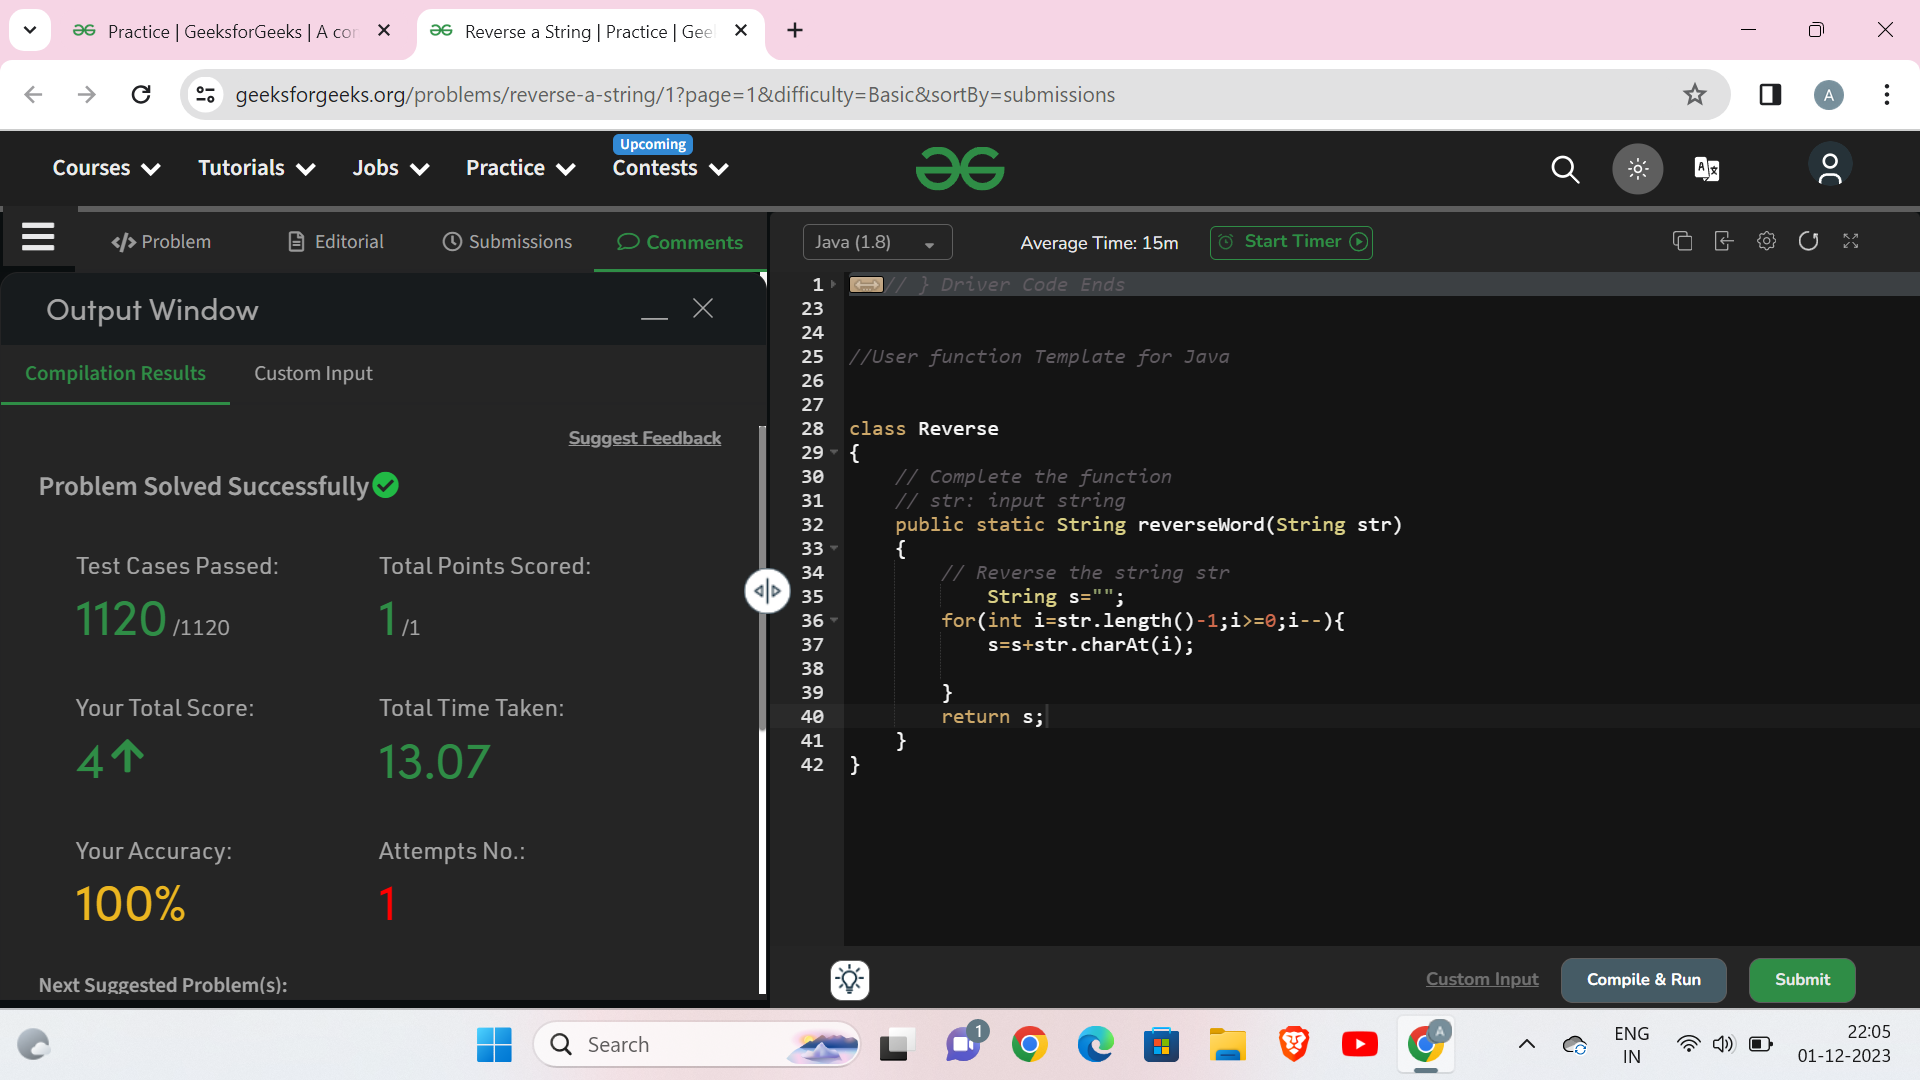 Practice | GeeksforGeeks | A co
Reverse a String | Practice | Gee
geeksforgeeks.org/problems/reverse-a-string/1?page=1&difficulty=Basic&sortBy=submissions
A
Courses
Tutorials
Jobs
Practice
Upcoming
Contests
Problem
Editorial
Submissions
Comments
Java (1.8)
Average Time: 15m
Start Timer
Output Window
Compilation Results
Custom Input
Suggest Feedback
Problem Solved Successfully
Test Cases Passed:
1120 /1120
Total Points Scored:
1 /1
Your Total Score:
4
Total Time Taken:
13.07
Your Accuracy:
100%
Attempts No.:
1
Next Suggested Problem(s):
1 // } Driver Code Ends
23
24
25 //User function Template for Java
26
27
28 class Reverse
29 {
30 // Complete the function
31 // str: input string
32 public static String reverseWord(String str)
33 {
34 // Reverse the string str
35 String s="";
36 for(int i=str.length()-1;i>=0;i--){
37 s=s+str.charAt(i);
38
39 }
40 return s;
41 }
42 }
Custom Input
Compile & Run
Submit
Search
1
A
ENG
IN
22:05
01-12-2023